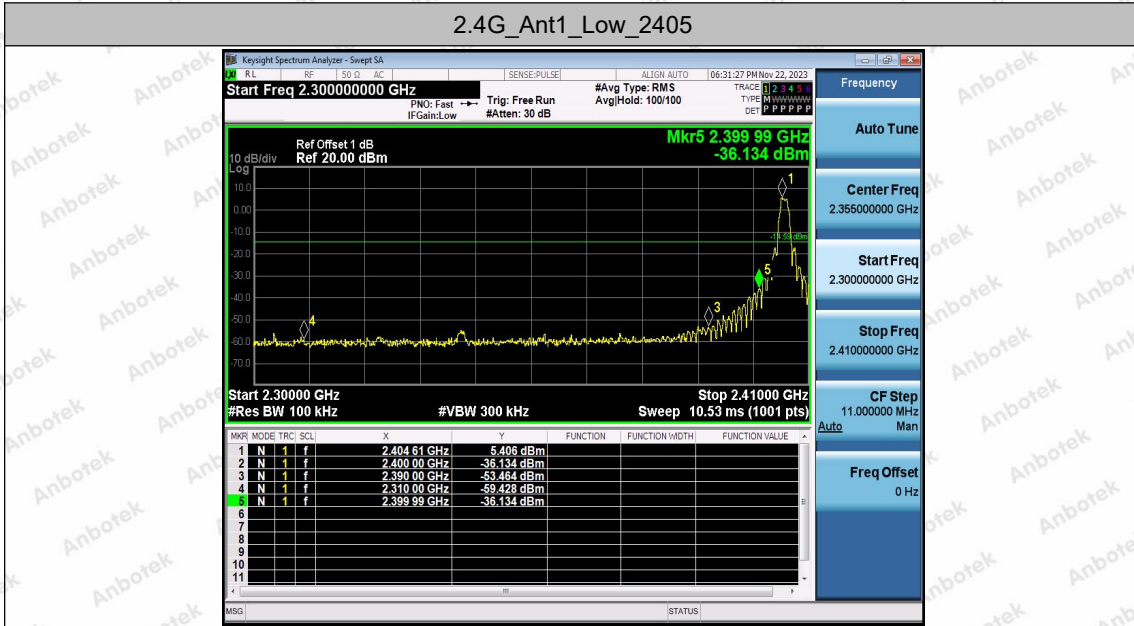 2.4G_Ant1_Low_2405
Keysight Spectrum Analyzer - Swept SA
LXI RL RF 50 Ω AC SENSE:PULSE ALIGN AUTO 06:31:27 PM Nov 22, 2023
Start Freq 2.300000000 GHz
PNO: Fast
IFGain:Low
Trig: Free Run
#Atten: 30 dB
#Avg Type: RMS
Avg|Hold: 100/100
TRACE 1 2 3 4 5 6
TYPE M W W W W W
DET P P P P P P
Mkr5 2.399 99 GHz
-36.134 dBm
Ref Offset 1 dB
10 dB/div Ref 20.00 dBm
Log
10.0
0.00
-10.0
-20.0
-30.0
-40.0
-50.0
-60.0
-70.0
1
-14.59 dBm
5
3
4
Start 2.30000 GHz Stop 2.41000 GHz
#Res BW 100 kHz #VBW 300 kHz Sweep 10.53 ms (1001 pts)
MKR MODE TRC SCL X Y FUNCTION FUNCTION WIDTH FUNCTION VALUE
1 N 1 f 2.404 61 GHz 5.406 dBm
2 N 1 f 2.400 00 GHz -36.134 dBm
3 N 1 f 2.390 00 GHz -53.464 dBm
4 N 1 f 2.310 00 GHz -59.428 dBm
5 N 1 f 2.399 99 GHz -36.134 dBm
6
7
8
9
10
11
MSG STATUS
Frequency
Auto Tune
Center Freq
2.355000000 GHz
Start Freq
2.300000000 GHz
Stop Freq
2.410000000 GHz
CF Step
11.000000 MHz
Auto Man
Freq Offset
0 Hz
Anbotek